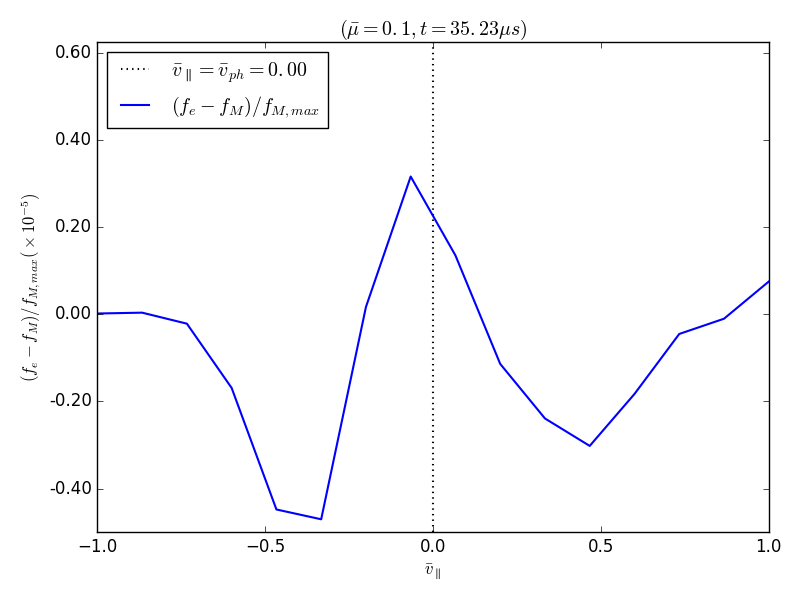 (μ̄ = 0.1, t = 35.23μs)
v̄∥ = v̄ph = 0.00
(fe − fM)/fM,max
(fe − fM)/fM,max(×10⁻⁵)
0.60
0.40
0.20
0.00
-0.20
-0.40
−1.0 −0.5 0.0 0.5 1.0
v̄∥